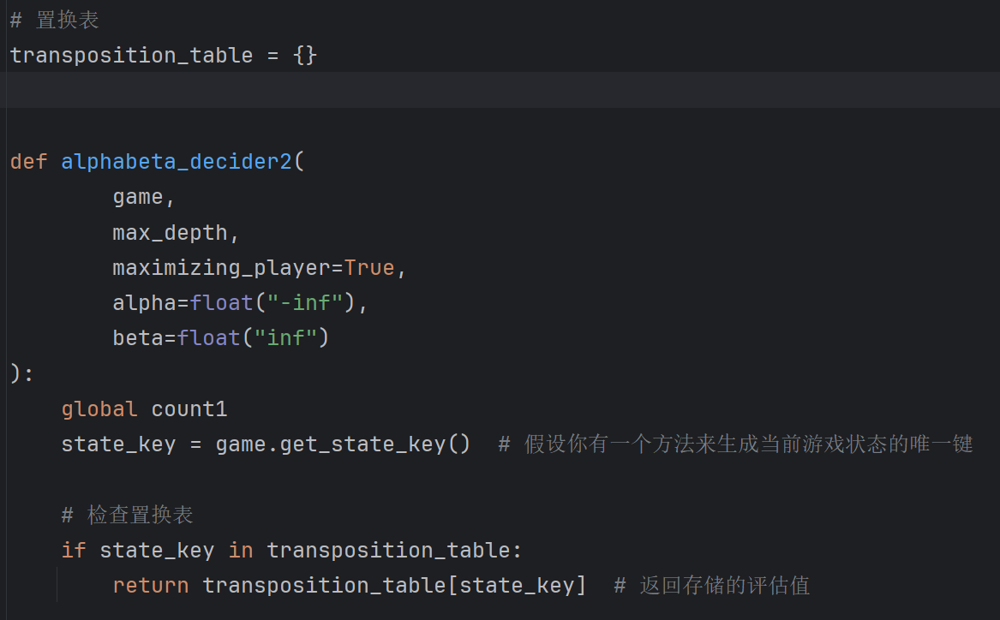 # 置换表
transposition_table = {}
def alphabeta_decider2(
game,
max_depth,
maximizing_player=True,
alpha=float("-inf"),
beta=float("inf")
):
global count1
state_key = game.get_state_key()  # 假设你有一个方法来生成当前游戏状态的唯一键
# 检查置换表
if state_key in transposition_table:
return transposition_table[state_key]  # 返回存储的评估值